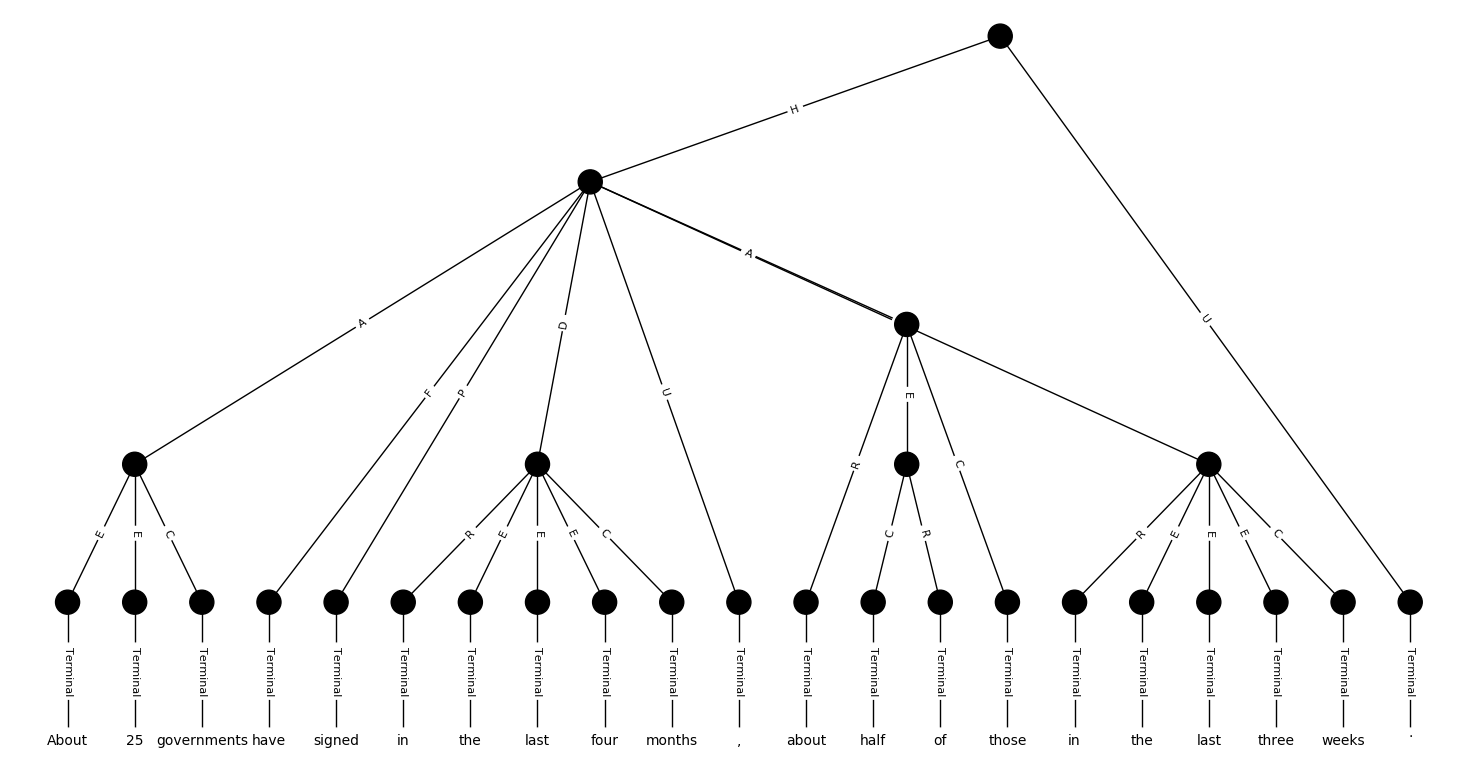 H
A
U
A
F
P
D
U
E
R
C
E
E
C
R
E
E
E
C
C
R
R
E
E
E
C
Terminal Terminal Terminal Terminal Terminal Terminal Terminal Terminal Terminal Terminal Terminal Terminal Terminal Terminal Terminal Terminal Terminal Terminal Terminal Terminal Terminal
About 25 governments have signed in the last four months , about half of those in the last three weeks .